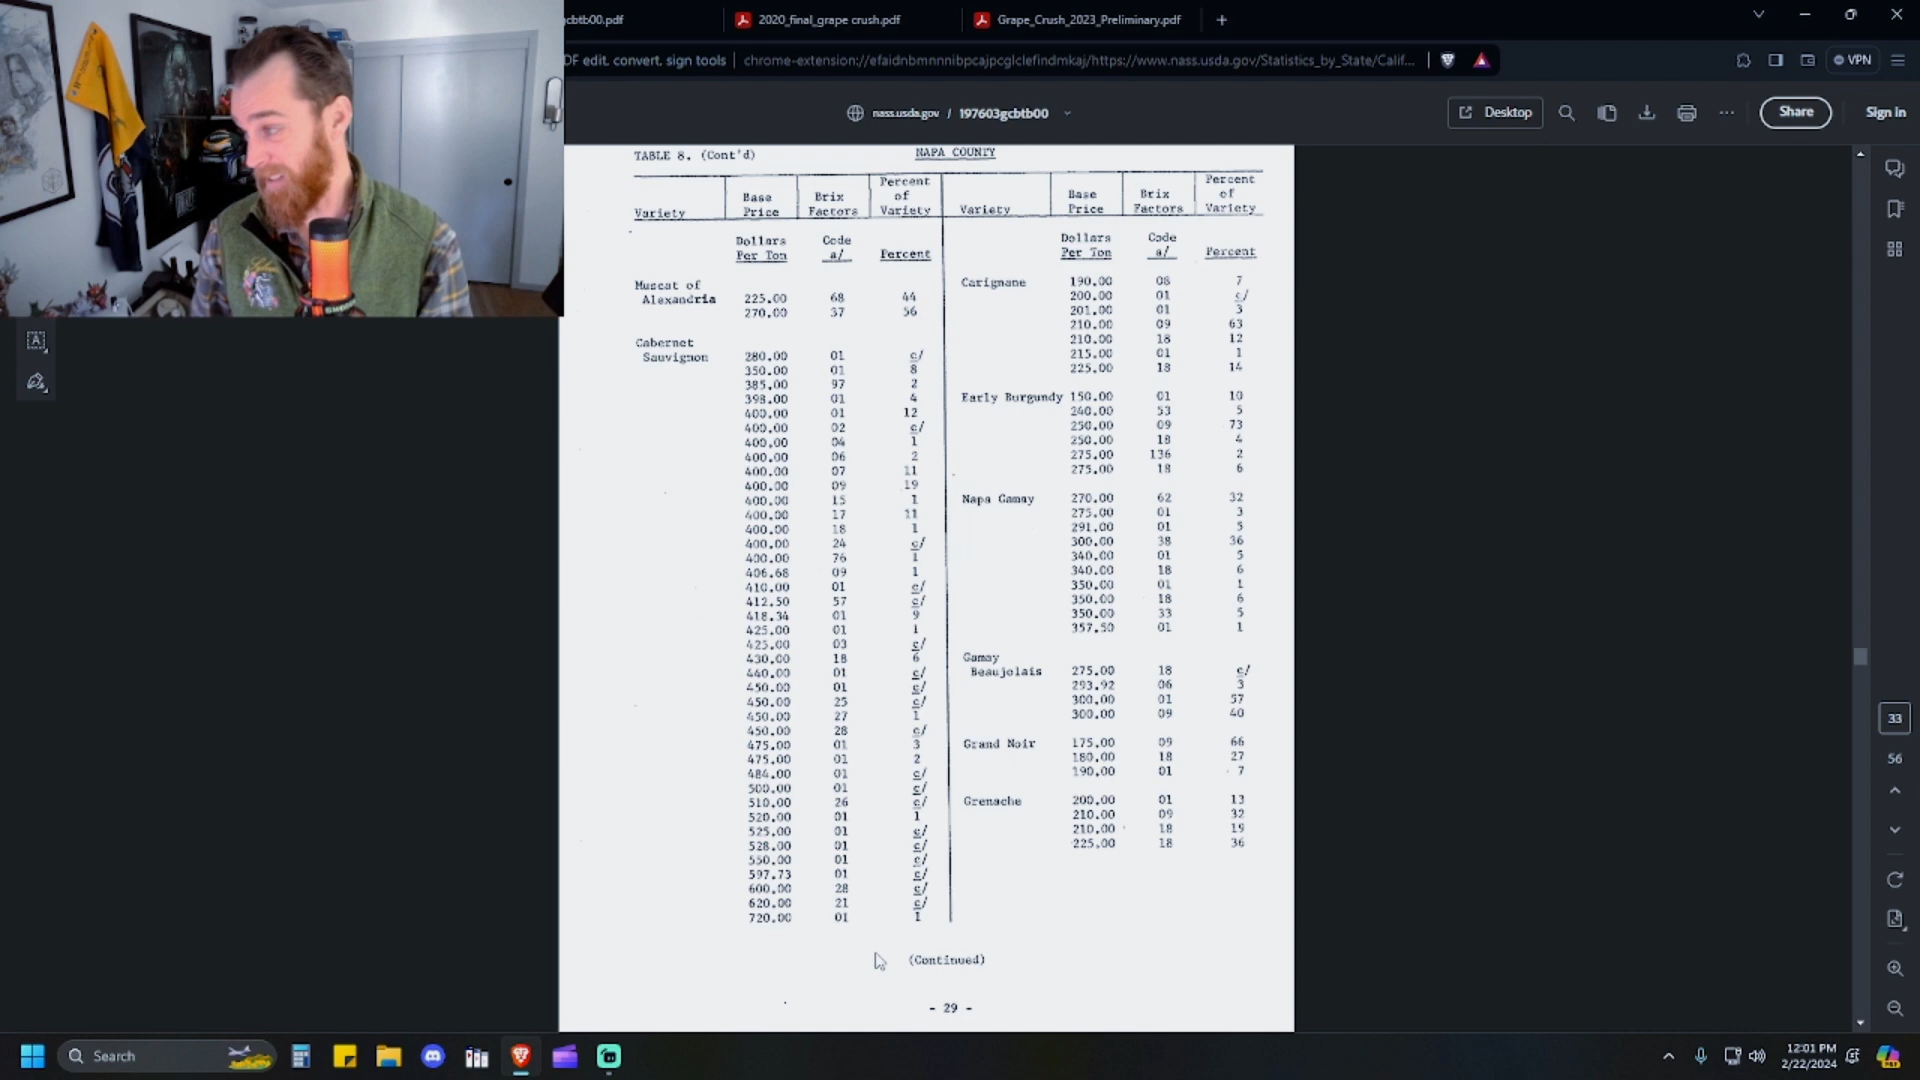 gcbtb00.pdf
2020_final_grape crush.pdf
Grape_Crush_2023_Preliminary.pdf
DF edit, convert, sign tools
chrome-extension://efaidnbmnnnibpcajpcglclefindmkaj/https://www.nass.usda.gov/Statistics_by_State/Calif...
VPN
nass.usda.gov / 197603gcbtb00
Desktop
Share
Sign in
TABLE 8. (Cont'd) NAPA COUNTY
Variety Base Price Brix Factors Percent of Variety Variety Base Price Brix Factors Percent of Variety
Dollars Per Ton Code a/ Percent Dollars Per Ton Code a/ Percent
Muscat of
Alexandria 225.00 68 44
270.00 37 56
Cabernet
Sauvignon 280.00 01 c/
350.00 01 8
385.00 97 2
398.00 01 4
400.00 01 12
400.00 02 c/
400.00 04 1
400.00 06 2
400.00 07 11
400.00 09 19
400.00 15 1
400.00 17 11
400.00 18 1
400.00 24 c/
400.00 76 1
406.68 09 1
410.00 01 c/
412.50 57 c/
418.34 01 9
425.00 01 1
425.00 03 c/
430.00 18 6
440.00 01 c/
450.00 01 c/
450.00 25 c/
450.00 27 1
450.00 28 c/
475.00 01 3
475.00 01 2
484.00 01 c/
500.00 01 c/
510.00 26 c/
520.00 01 1
525.00 01 c/
528.00 01 c/
550.00 01 c/
597.73 01 c/
600.00 28 c/
620.00 21 c/
720.00 01 1
Carignane 190.00 08 7
200.00 01 c/
201.00 01 3
210.00 09 63
210.00 18 12
215.00 01 1
225.00 18 14
Early Burgundy 150.00 01 10
240.00 53 5
250.00 09 73
250.00 18 4
275.00 136 2
275.00 18 6
Napa Gamay 270.00 62 32
275.00 01 3
291.00 01 5
300.00 38 36
340.00 01 5
340.00 18 6
350.00 01 1
350.00 18 6
350.00 33 5
357.50 01 1
Gamay
Beaujolais 275.00 18 c/
293.92 06 3
300.00 01 57
300.00 09 40
Grand Noir 175.00 09 66
180.00 18 27
190.00 01 7
Grenache 200.00 01 13
210.00 09 32
210.00 18 19
225.00 18 36
(Continued)
- 29 -
33
56
Search
12:01 PM
2/22/2024